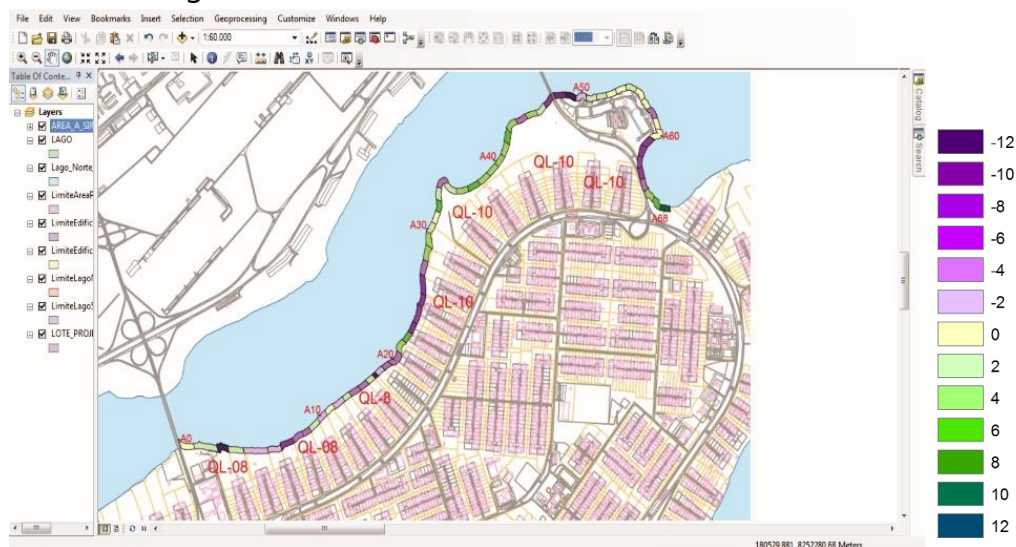 File Edit View Bookmarks Insert Selection Geoprocessing Customize Windows Help
1:60.000
Table Of Conte...
Layers
AREA_A_SIR
LAGO
Lago_Norte_
LimiteAreaR
LimiteEdific
LimiteEdific
LimiteLagoN
LimiteLagoS
LOTE_PROJI
Catalog
Search
A50
A60
A40
QL-10
QL-10
QL-10
A68
A30
QL-10
A20
QL-8
A10
A0
QL-08
QL-08
-12
-10
-8
-6
-4
-2
0
2
4
6
8
10
12
180529,881 8252280,68 Meters